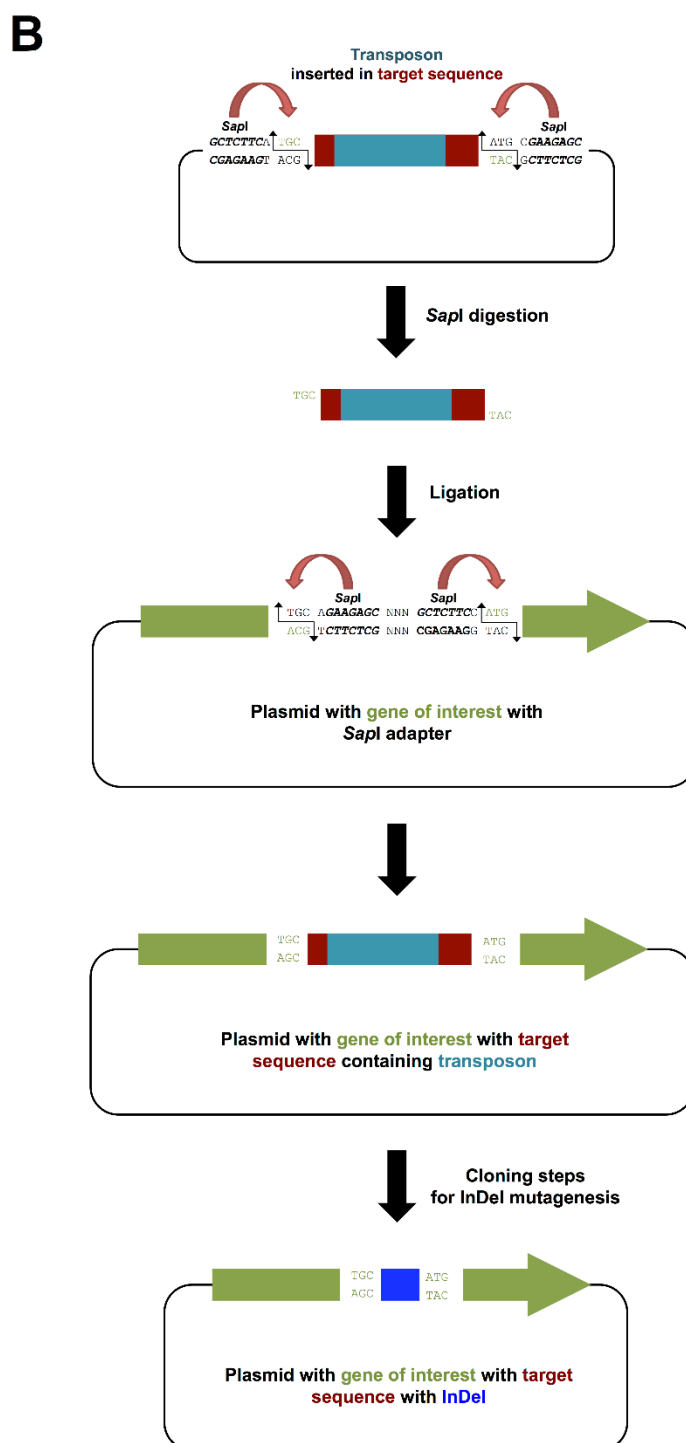 B
Transposon
inserted in target sequence
SapI SapI
GCTCTTCA TGC ATG CGAAGAGC
CGAGAAGT ACG TAC GCTTCTCG
SapI digestion
TGC
TAC
Ligation
SapI SapI
TGC AGAAGAGC NNN GCTCTTCC ATG
ACG TCTTCTCG NNN CGAGAAGG TAC
Plasmid with gene of interest with
SapI adapter
TGC ATG
AGC TAC
Plasmid with gene of interest with target
sequence containing transposon
Cloning steps
for InDel mutagenesis
TGC ATG
AGC TAC
Plasmid with gene of interest with target
sequence with InDel